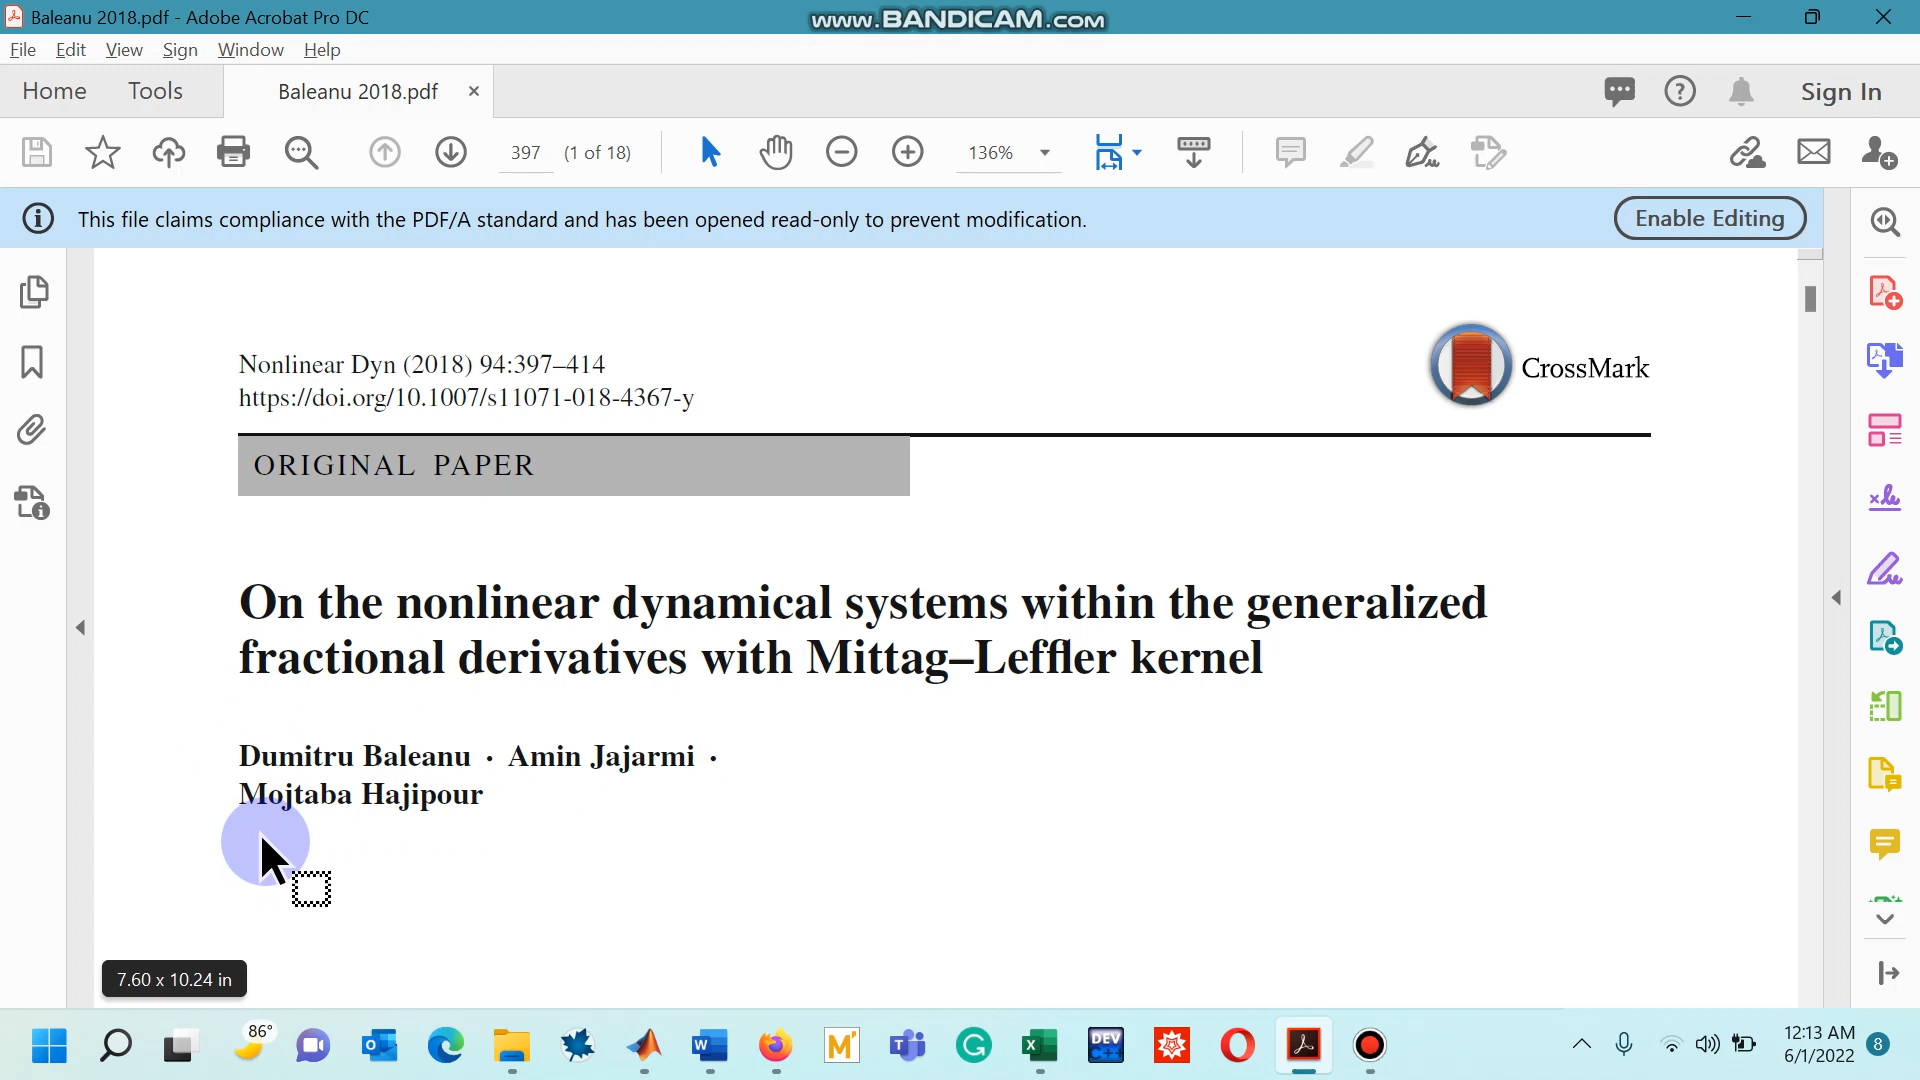 Baleanu 2018.pdf - Adobe Acrobat Pro DC
www.BANDICAM.com
File Edit View Sign Window Help
Home Tools Baleanu 2018.pdf × Sign In
397 (1 of 18) 136%
This file claims compliance with the PDF/A standard and has been opened read-only to prevent modification. Enable Editing
Nonlinear Dyn (2018) 94:397–414
https://doi.org/10.1007/s11071-018-4367-y
CrossMark
ORIGINAL PAPER
On the nonlinear dynamical systems within the generalized
fractional derivatives with Mittag–Leffler kernel
Dumitru Baleanu · Amin Jajarmi ·
Mojtaba Hajipour
7.60 x 10.24 in
86°
DEV
C++
12:13 AM
6/1/2022
8